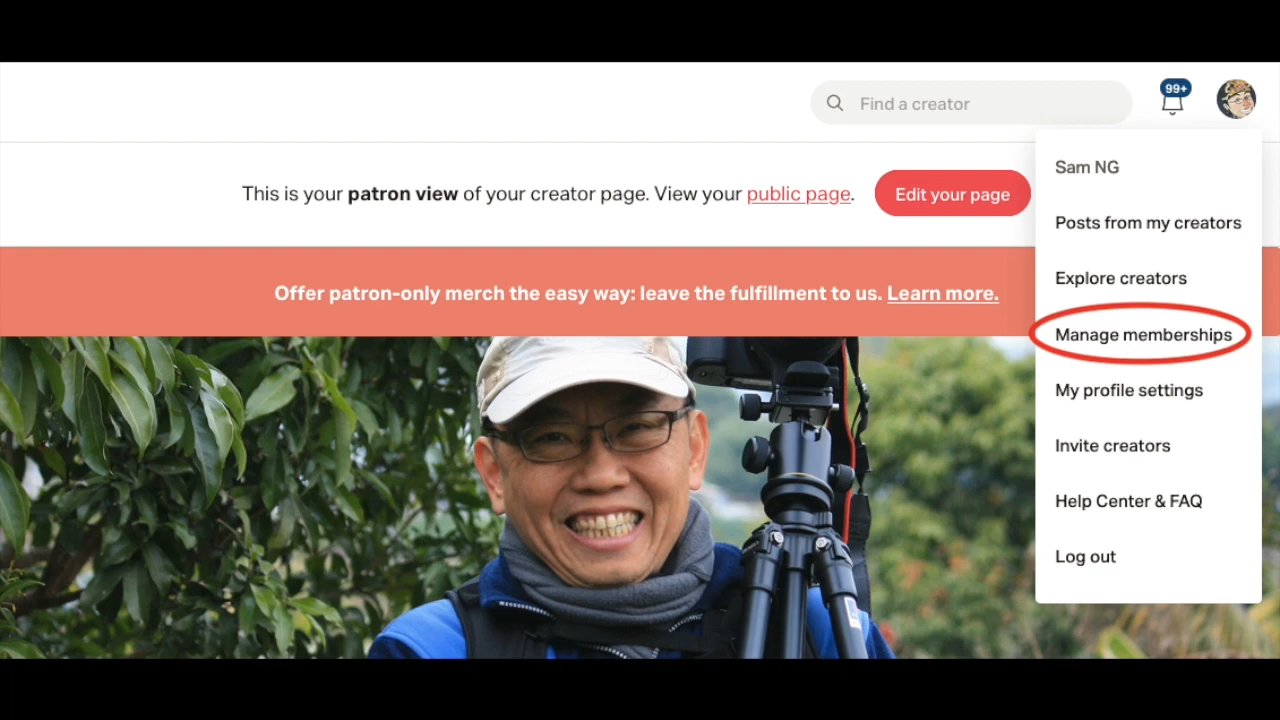 Find a creator
99+
Sam NG
This is your patron view of your creator page. View your public page.
Edit your page
Posts from my creators
Explore creators
Offer patron-only merch the easy way: leave the fulfillment to us. Learn more.
Manage memberships
My profile settings
Invite creators
Help Center & FAQ
Log out